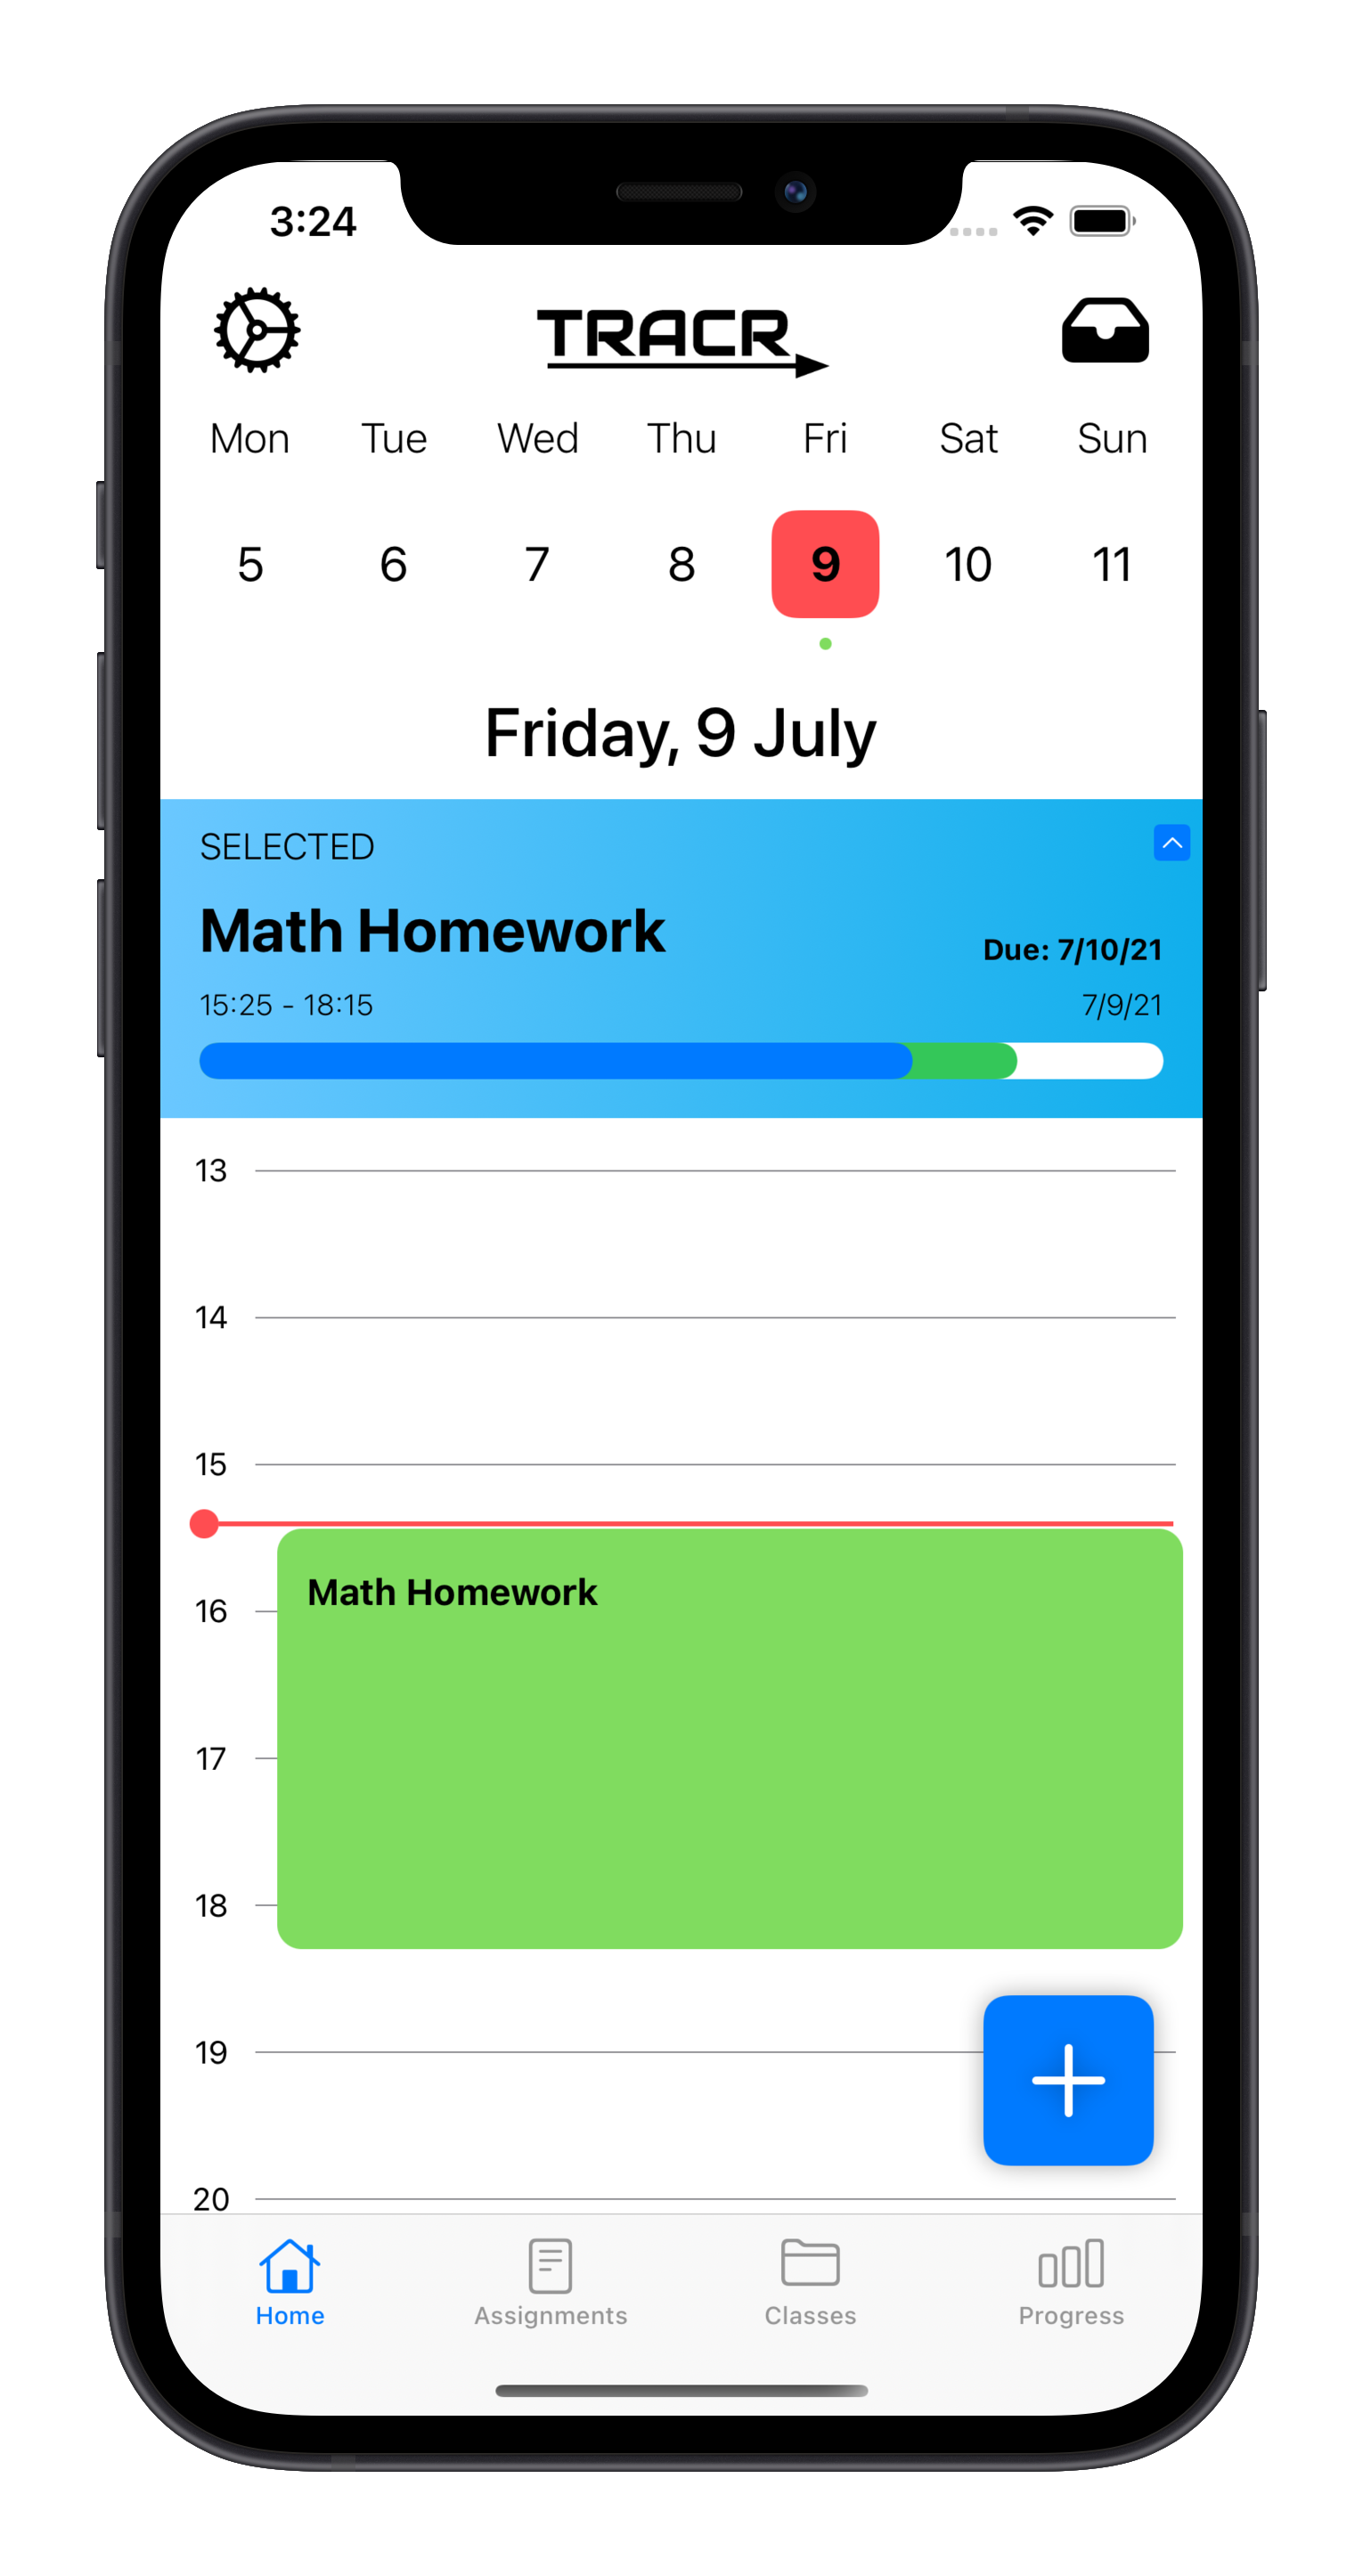 3:24
TRACR
Mon Tue Wed Thu Fri Sat Sun
5 6 7 8 9 10 11
Friday, 9 July
SELECTED
Math Homework
Due: 7/10/21
15:25 - 18:15
7/9/21
13
14
15
Math Homework
16
17
18
19
20
Home Assignments Classes Progress